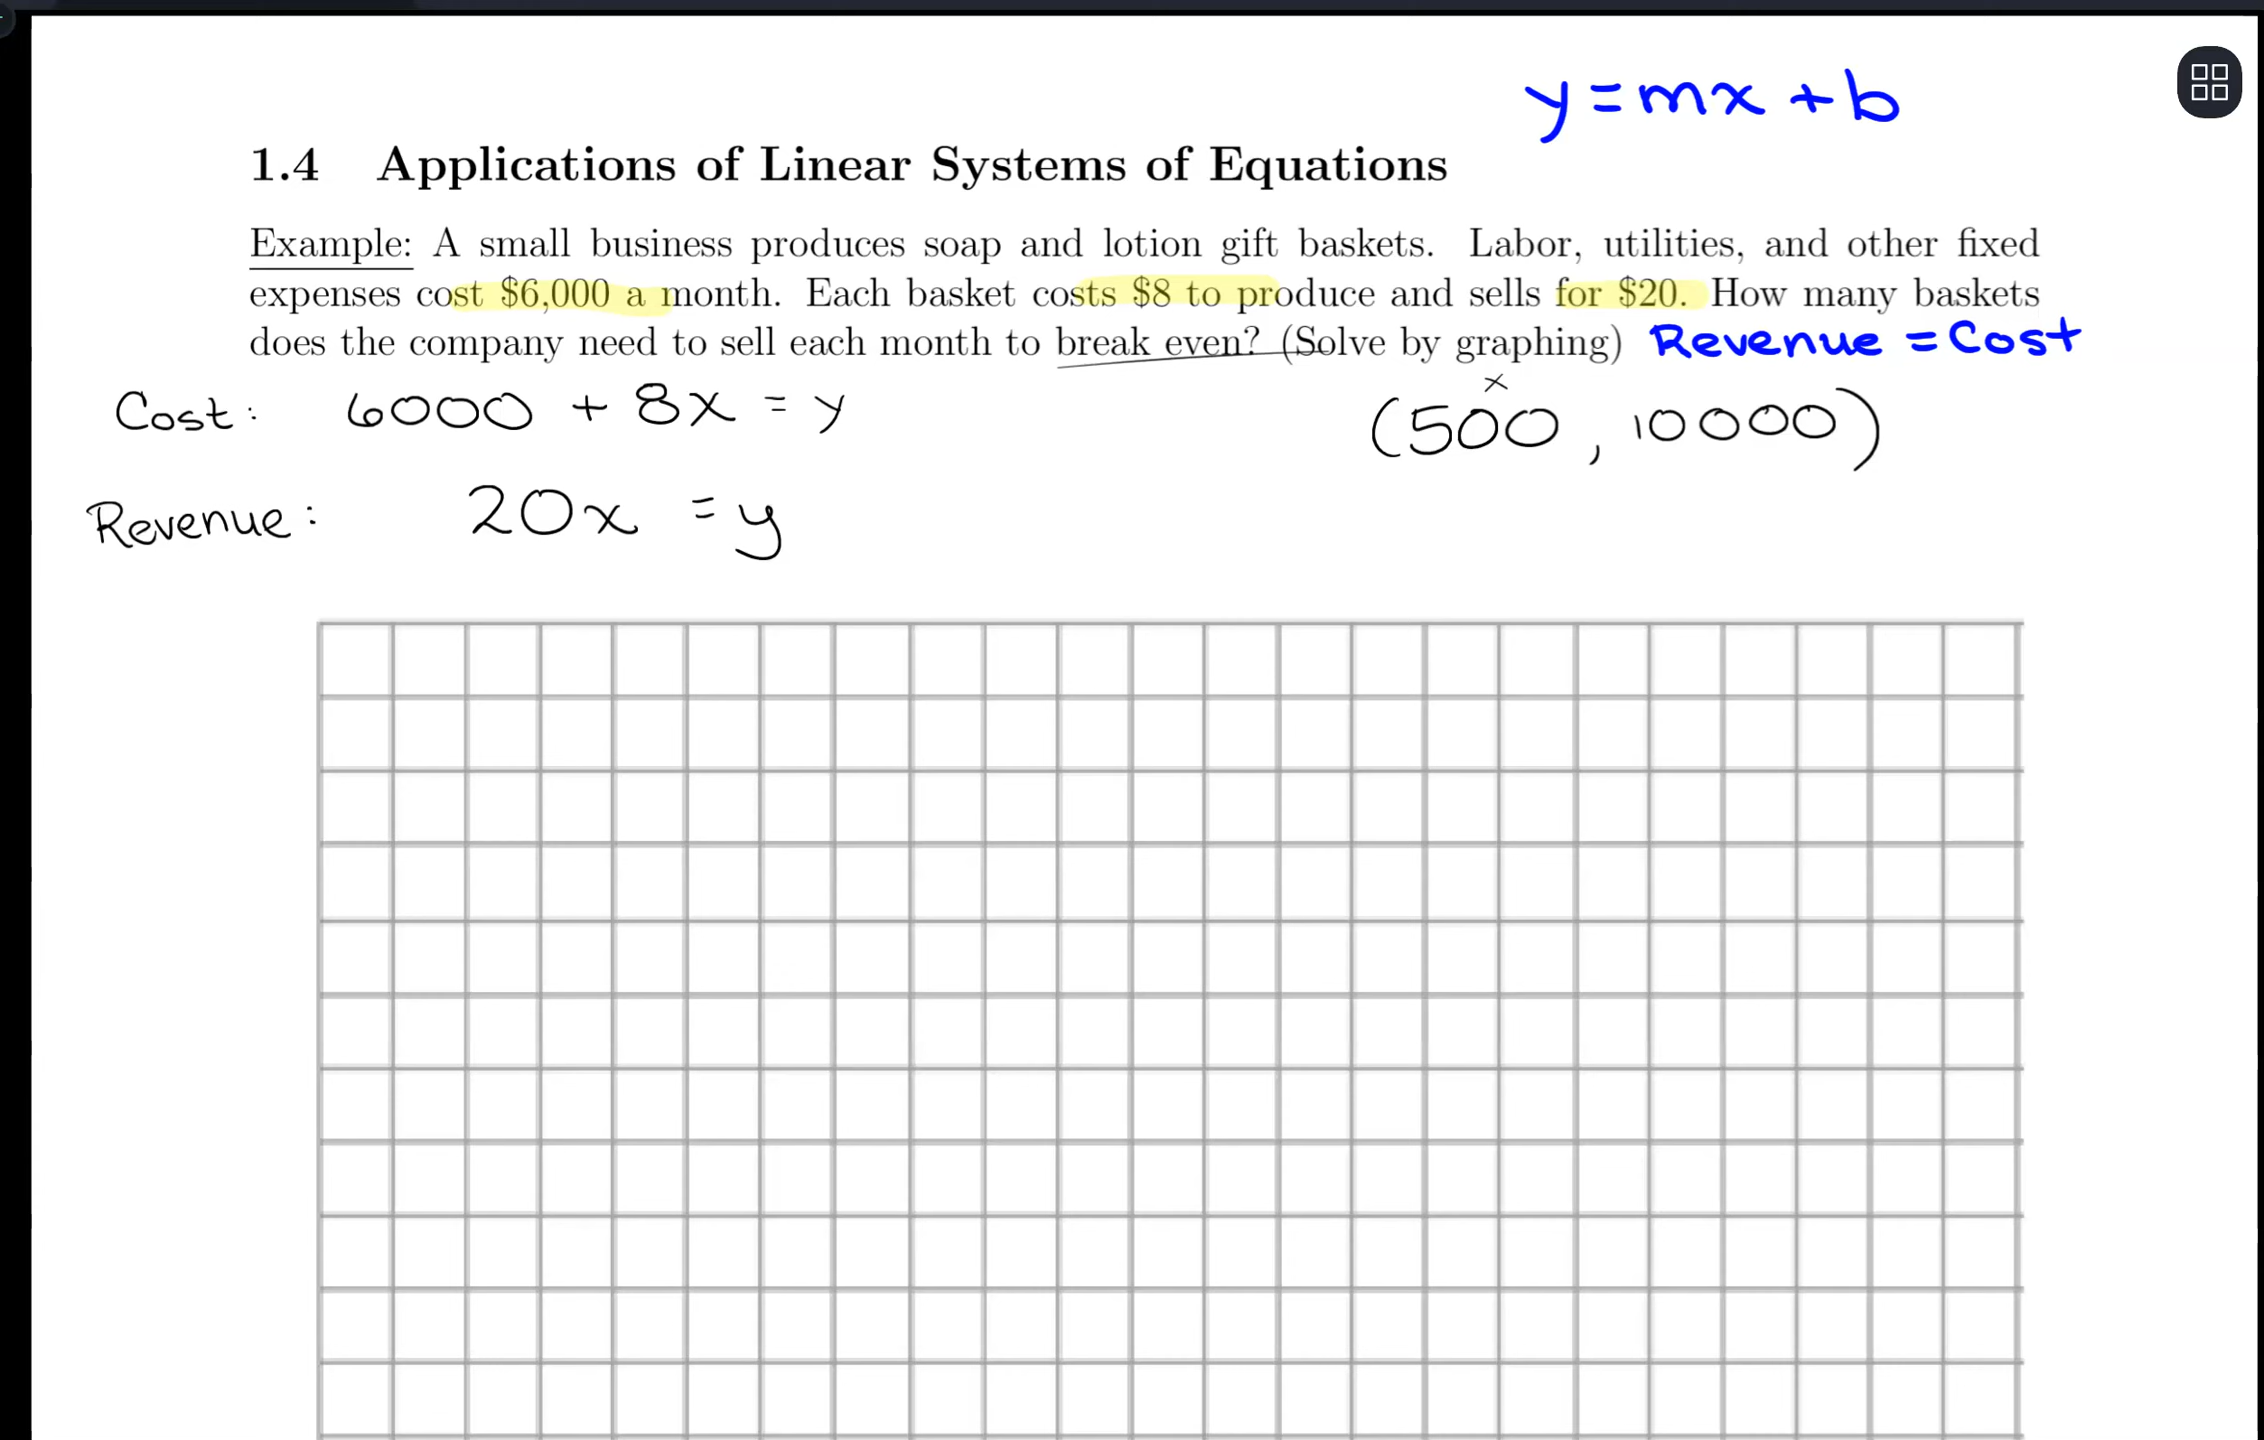 y = mx + b
1.4 Applications of Linear Systems of Equations
Example: A small business produces soap and lotion gift baskets. Labor, utilities, and other fixed
expenses cost $6,000 a month. Each basket costs $8 to produce and sells for $20. How many baskets
does the company need to sell each month to break even? (Solve by graphing) Revenue = Cost
x
Cost: 6000 + 8x = y (500, 10000)
Revenue: 20x = y